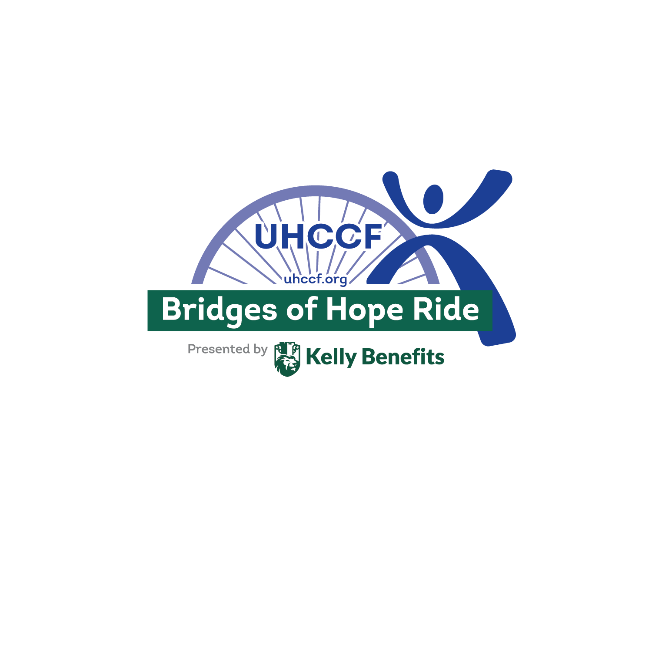 UHCCF
uhccf.org
Bridges of Hope Ride
Presented by Kelly Benefits